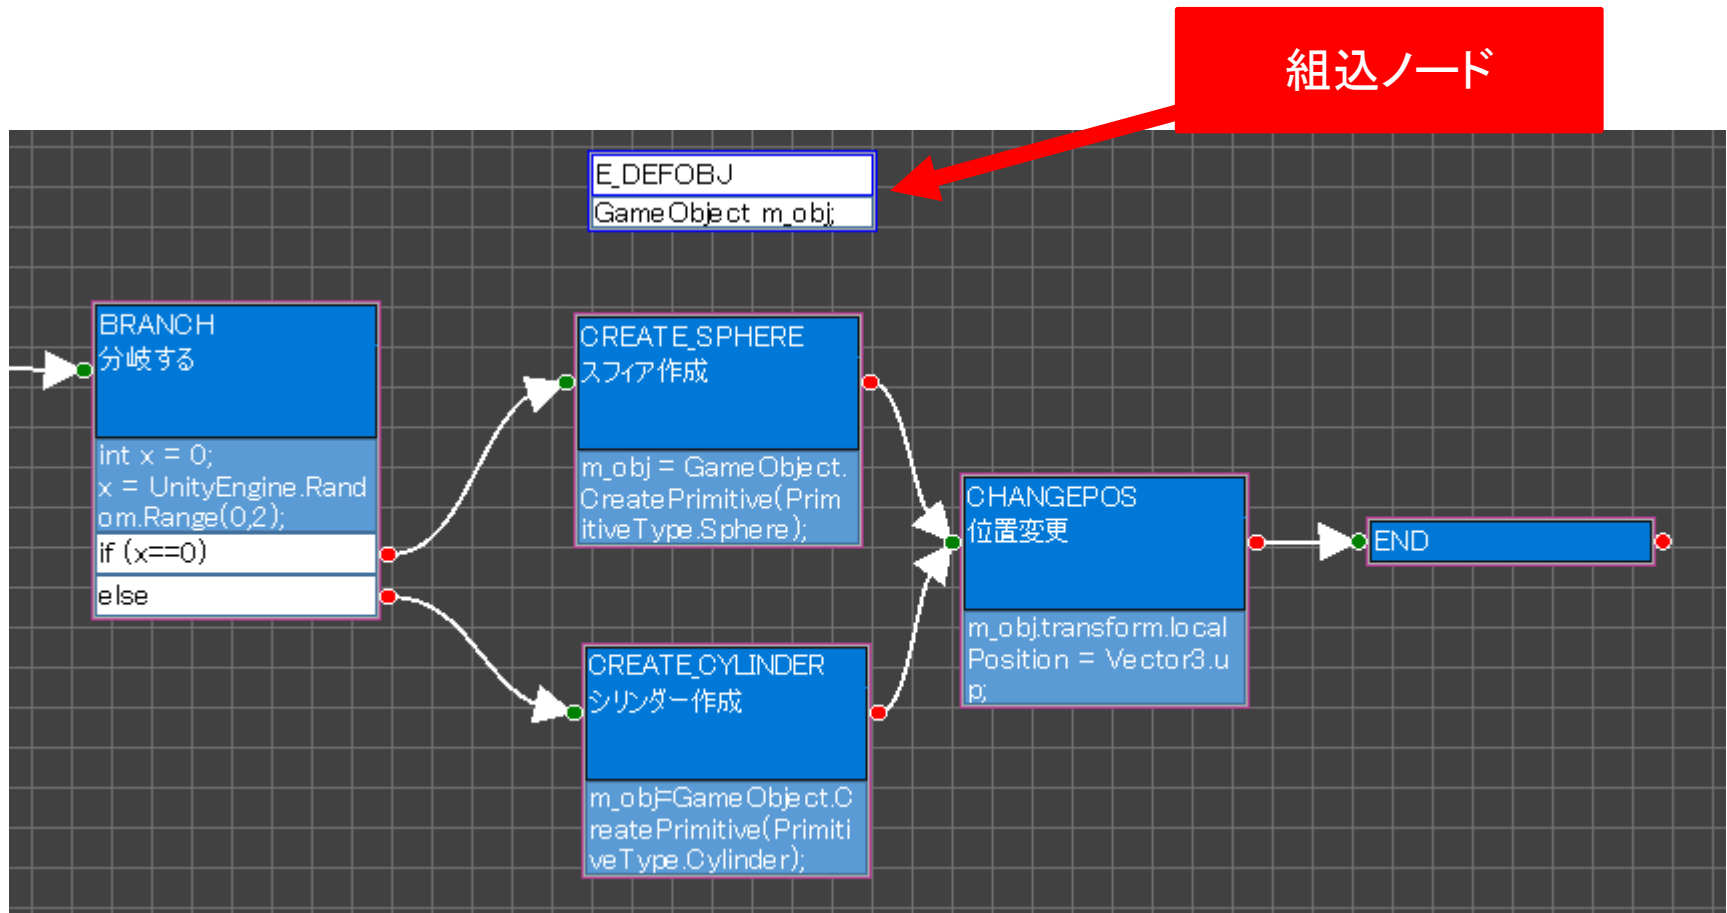 組込ノード
E_DEFOBJ
GameObject m_obj;
BRANCH
分岐する
int x = 0;
x = UnityEngine.Rand
om.Range(0,2);
if (x==0)
else
CREATE_SPHERE
スフィア作成
m_obj = GameObject.
CreatePrimitive(Prim
itiveType.Sphere);
CREATE_CYLINDER
シリンダー作成
m_obj=GameObject.C
reatePrimitive(Primiti
veType.Cylinder);
CHANGEPOS
位置変更
m_obj.transform.local
Position = Vector3.u
p;
END